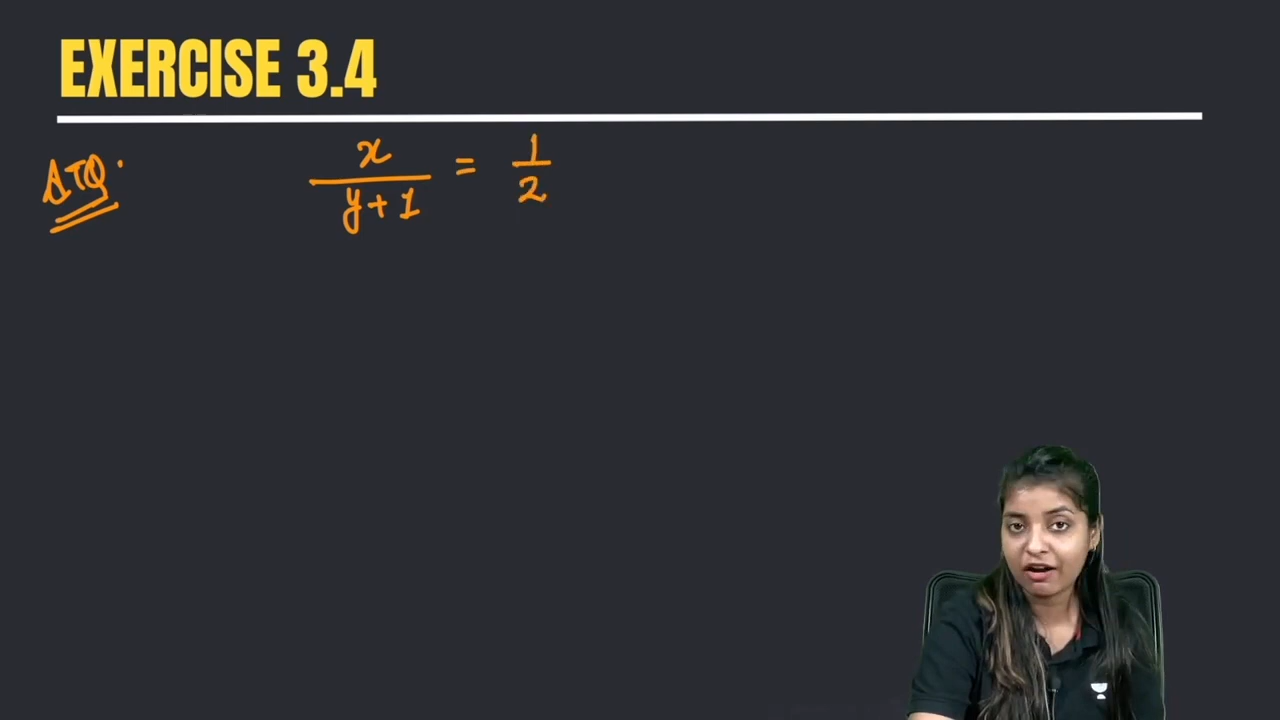 EXERCISE 3.4
ATQ.
x/(y+1) = 1/2